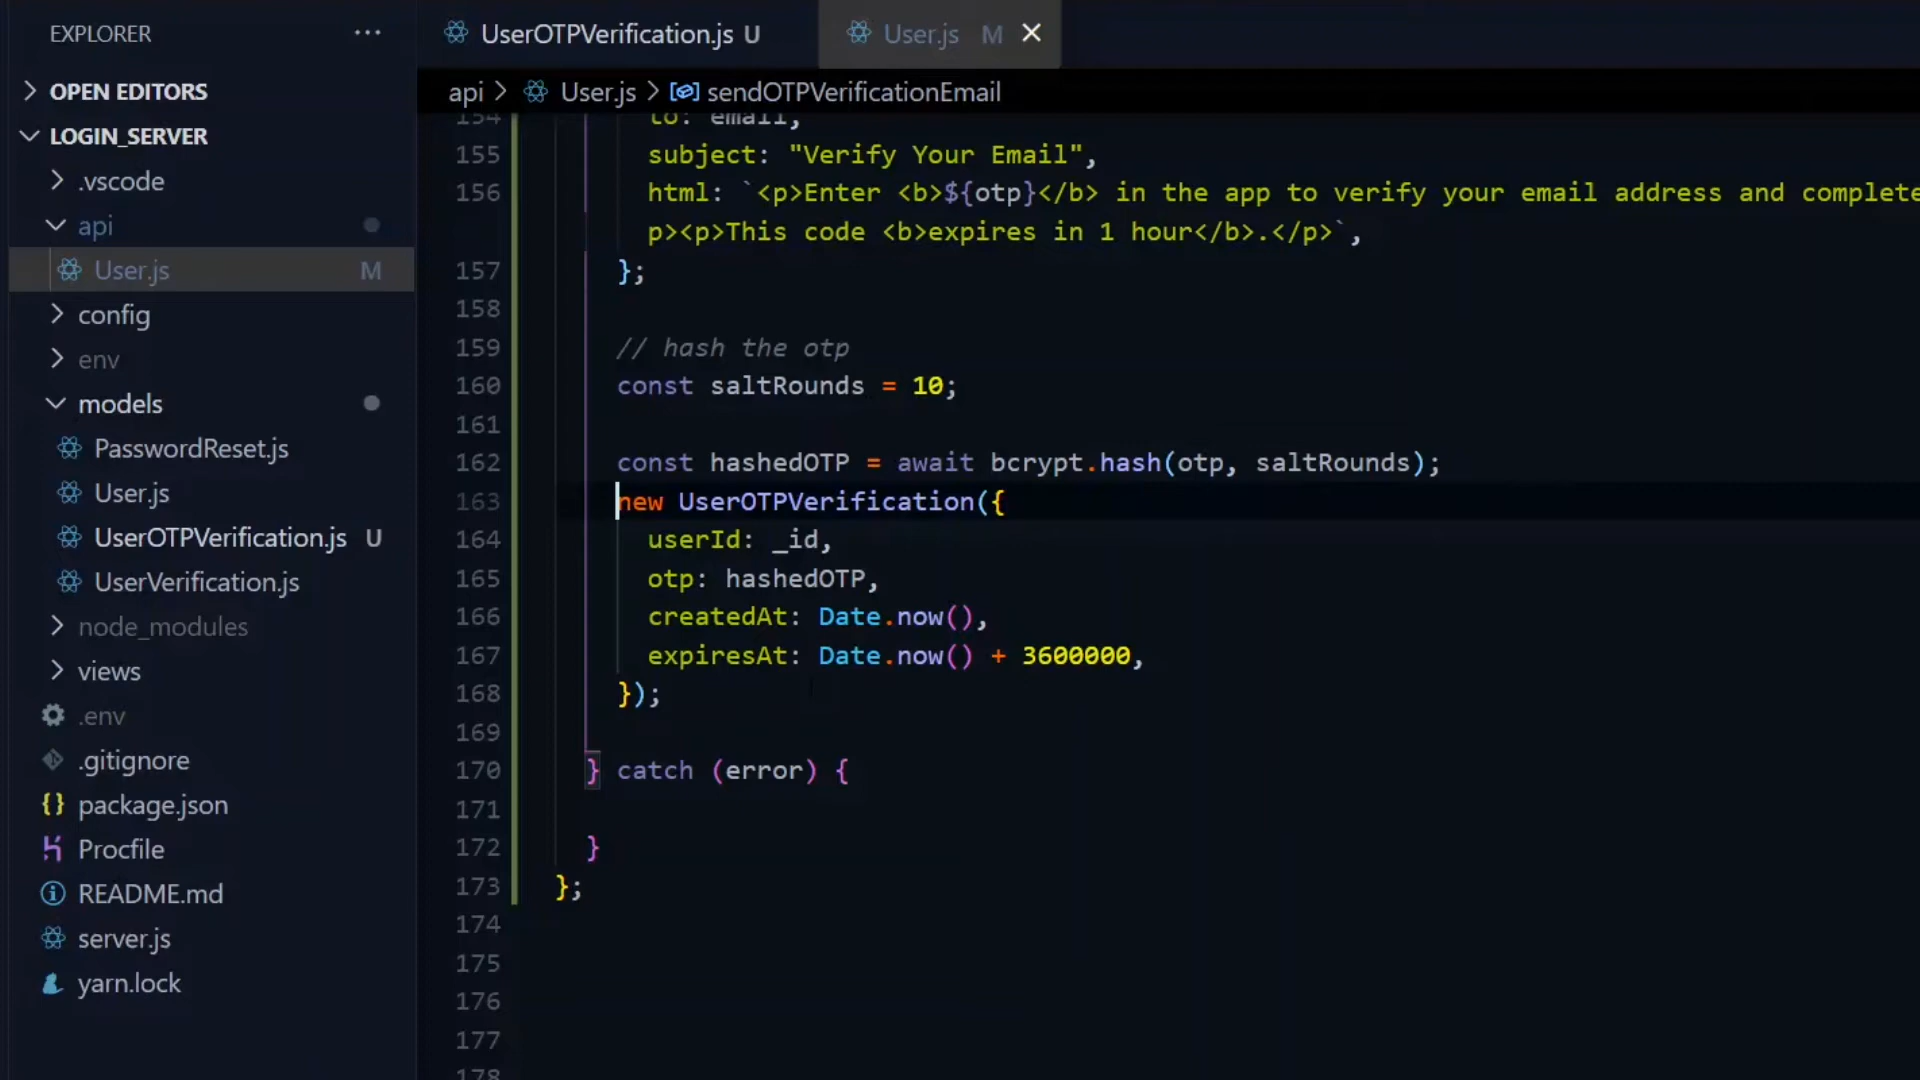 EXPLORER
OPEN EDITORS
LOGIN_SERVER
.vscode
api
User.js M
config
env
models
PasswordReset.js
User.js
UserOTPVerification.js U
UserVerification.js
node_modules
views
.env
.gitignore
package.json
Procfile
README.md
server.js
yarn.lock
UserOTPVerification.js U
User.js M
api > User.js > sendOTPVerificationEmail
154 to: email,
155 subject: "Verify Your Email",
156 html: `<p>Enter <b>${otp}</b> in the app to verify your email address and complete
p><p>This code <b>expires in 1 hour</b>.</p>`,
157 };
158
159 // hash the otp
160 const saltRounds = 10;
161
162 const hashedOTP = await bcrypt.hash(otp, saltRounds);
163 new UserOTPVerification({
164 userId: _id,
165 otp: hashedOTP,
166 createdAt: Date.now(),
167 expiresAt: Date.now() + 3600000,
168 });
169
170 } catch (error) {
171
172 }
173 };
174
175
176
177
178